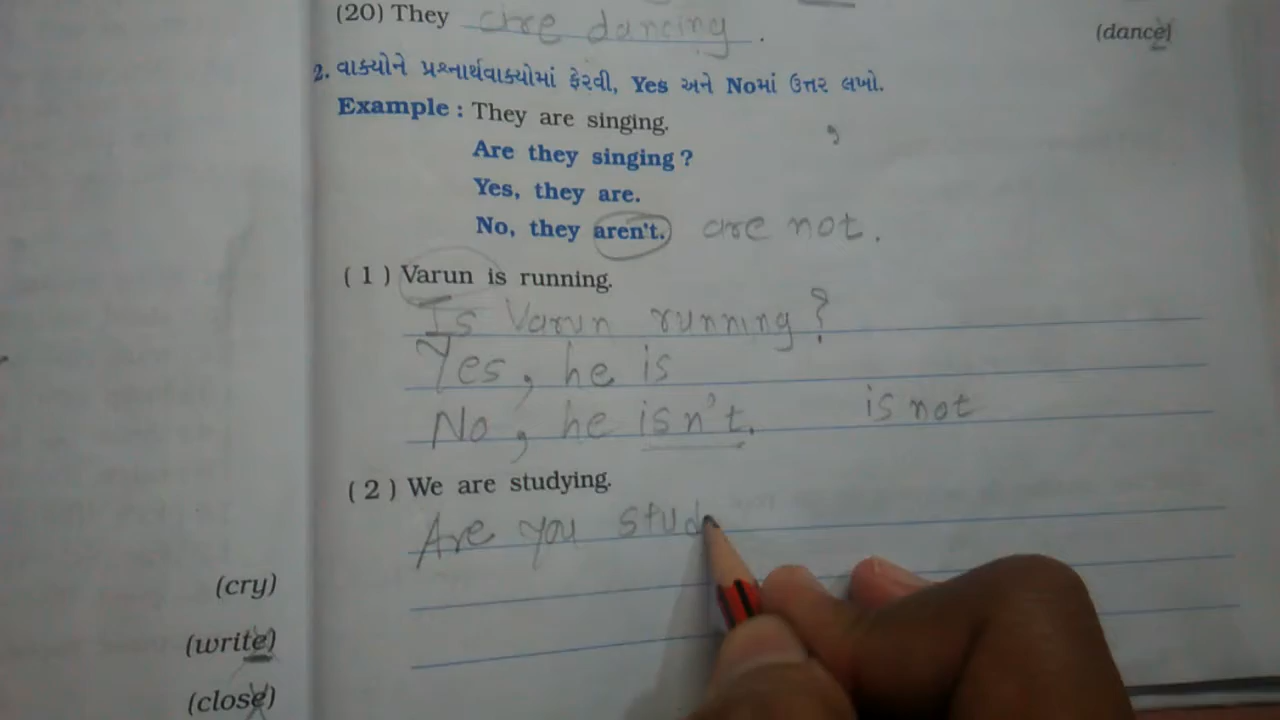 (20) They are dancing. (dance)
2. વાક્યોને પ્રશ્નાર્થવાક્યોમાં ફેરવી, Yes અને Noમાં ઉત્તર લખો.
Example : They are singing.
Are they singing ?
Yes, they are.
No, they aren't. are not.
( 1 ) Varun is running.
Is Varun running?
Yes, he is
No, he isn't. is not
( 2 ) We are studying.
Are you stud
(cry)
(write)
(close)